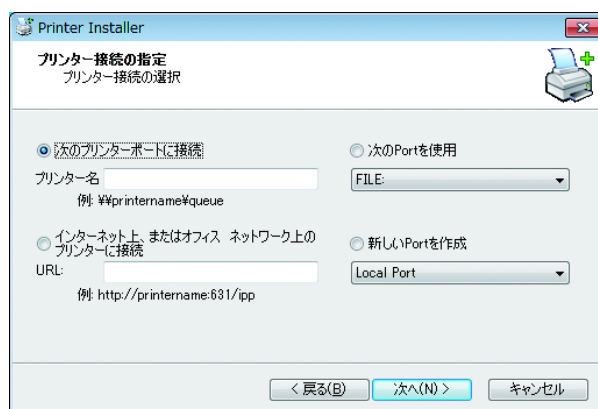 Printer Installer
プリンター接続の指定
プリンター接続の選択
次のプリンターポートに接続
プリンター名
例: ¥¥printername¥queue
インターネット上、またはオフィス ネットワーク上の
プリンターに接続
URL:
例: http://printername:631/ipp
次のPortを使用
FILE:
新しいPortを作成
Local Port
< 戻る(B)
次へ(N) >
キャンセル